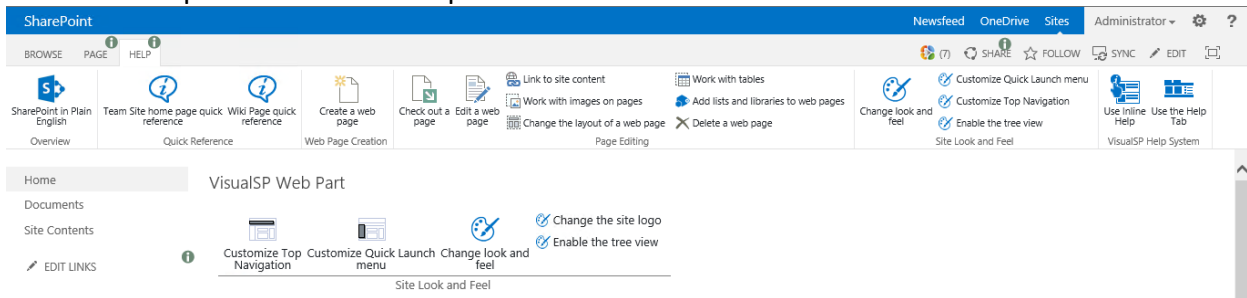 SharePoint Newsfeed OneDrive Sites Administrator ?
BROWSE PAGE HELP (7) SHARE FOLLOW SYNC EDIT
SharePoint in Plain English
Overview
Team Site home page quick reference
Wiki Page quick reference
Quick Reference
Create a web page
Web Page Creation
Check out a page
Edit a web page
Link to site content
Work with images on pages
Change the layout of a web page
Work with tables
Add lists and libraries to web pages
Delete a web page
Page Editing
Change look and feel
Customize Quick Launch menu
Customize Top Navigation
Enable the tree view
Site Look and Feel
Use Inline Help
Use the Help Tab
VisualSP Help System
Home
Documents
Site Contents
EDIT LINKS
VisualSP Web Part
Customize Top Navigation
Customize Quick Launch menu
Change look and feel
Change the site logo
Enable the tree view
Site Look and Feel